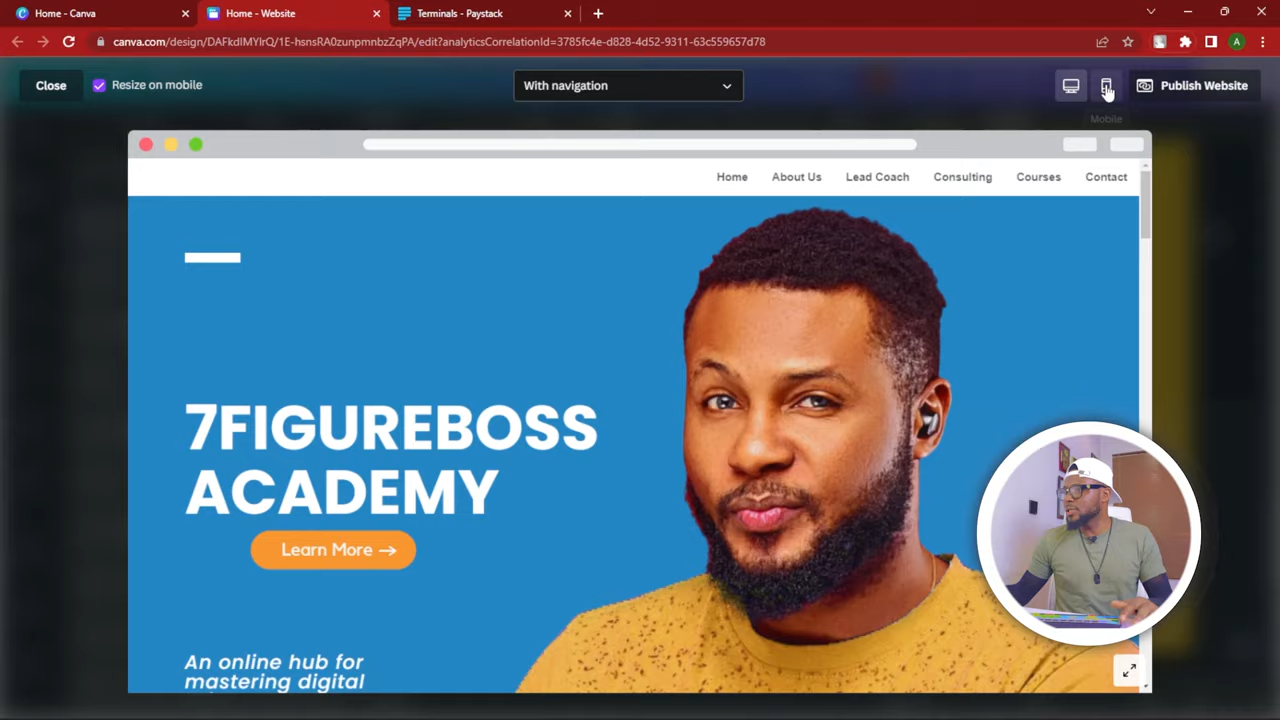 Home - Canva
Home - Website
Terminals - Paystack
canva.com/design/DAFkdIMYlrQ/1E-hsnsRA0zunpmnbzZqPA/edit?analyticsCorrelationId=3785fc4e-d828-4d52-9311-63c559657d78
A
Close
Resize on mobile
With navigation
Publish Website
Mobile
Home
About Us
Lead Coach
Consulting
Courses
Contact
7FIGUREBOSS
ACADEMY
Learn More →
An online hub for
mastering digital